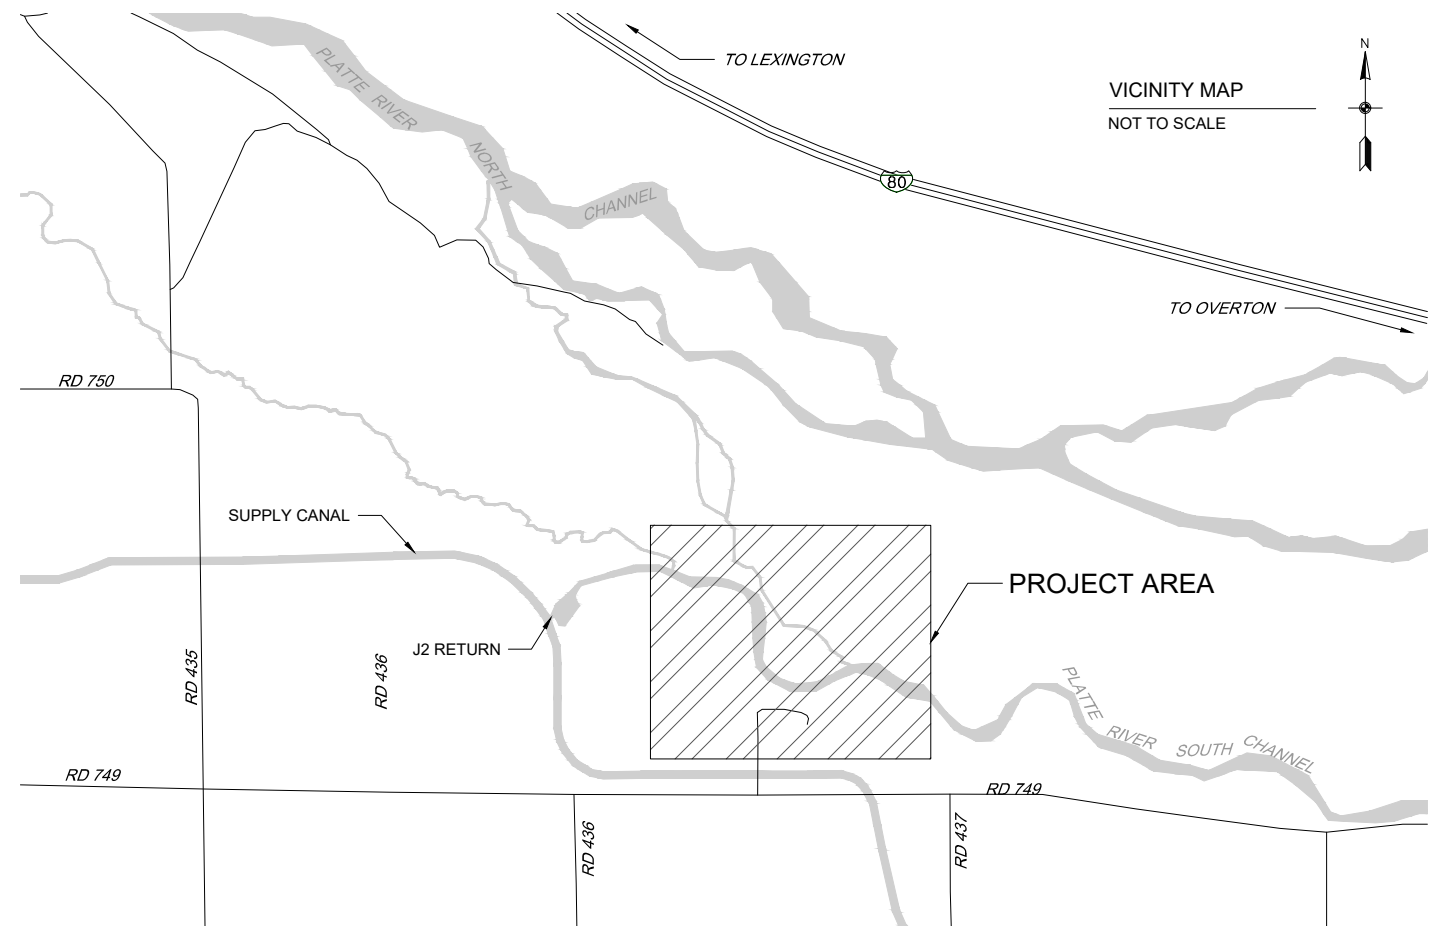 TO LEXINGTON
N
VICINITY MAP
NOT TO SCALE
PLATTE RIVER
NORTH
CHANNEL
80
TO OVERTON
RD 750
SUPPLY CANAL
PROJECT AREA
J2 RETURN
RD 435
RD 436
PLATTE
RIVER
SOUTH
CHANNEL
RD 749
RD 749
RD 436
RD 437